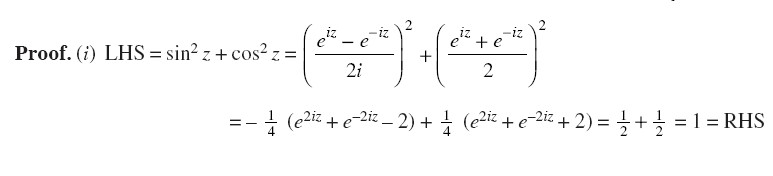 Proof. (i) LHS = sin² z + cos² z = ((e^{iz} – e^{–iz})/2i)² + ((e^{iz} + e^{–iz})/2)²
= – 1/4 (e^{2iz} + e^{–2iz} – 2) + 1/4 (e^{2iz} + e^{–2iz} + 2) = 1/2 + 1/2 = 1 = RHS